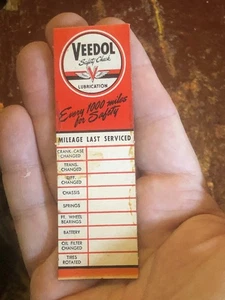 VEEDOL
Safety-Check
LUBRICATION
Every 1000 miles
for Safety
MILEAGE LAST SERVICED
CRANK-CASE
CHANGED
TRANS.
CHANGED
DIFF.
CHANGED
CHASSIS
SPRINGS
FT. WHEEL
BEARINGS
BATTERY
OIL FILTER
CHANGED
TIRES
ROTATED